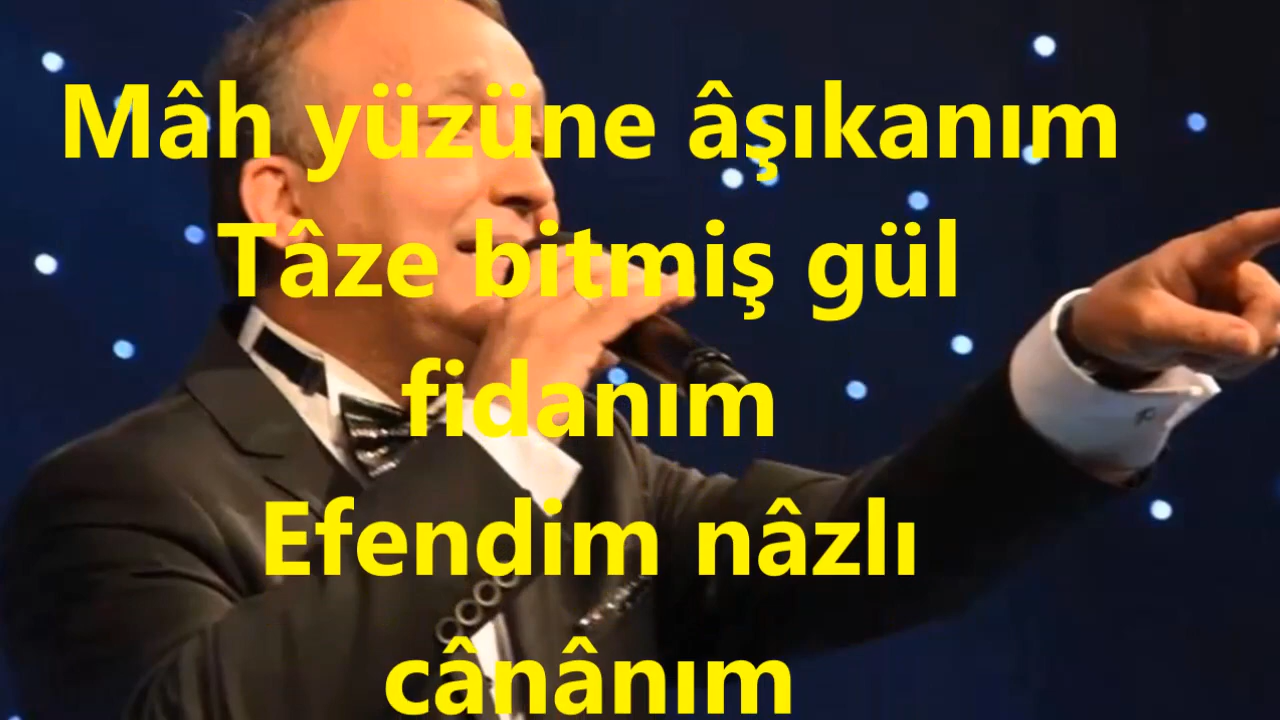 Mâh yüzüne âşıkanım
Tâze bitmiş gül
fidanım
Efendim nâzlı
cânânım